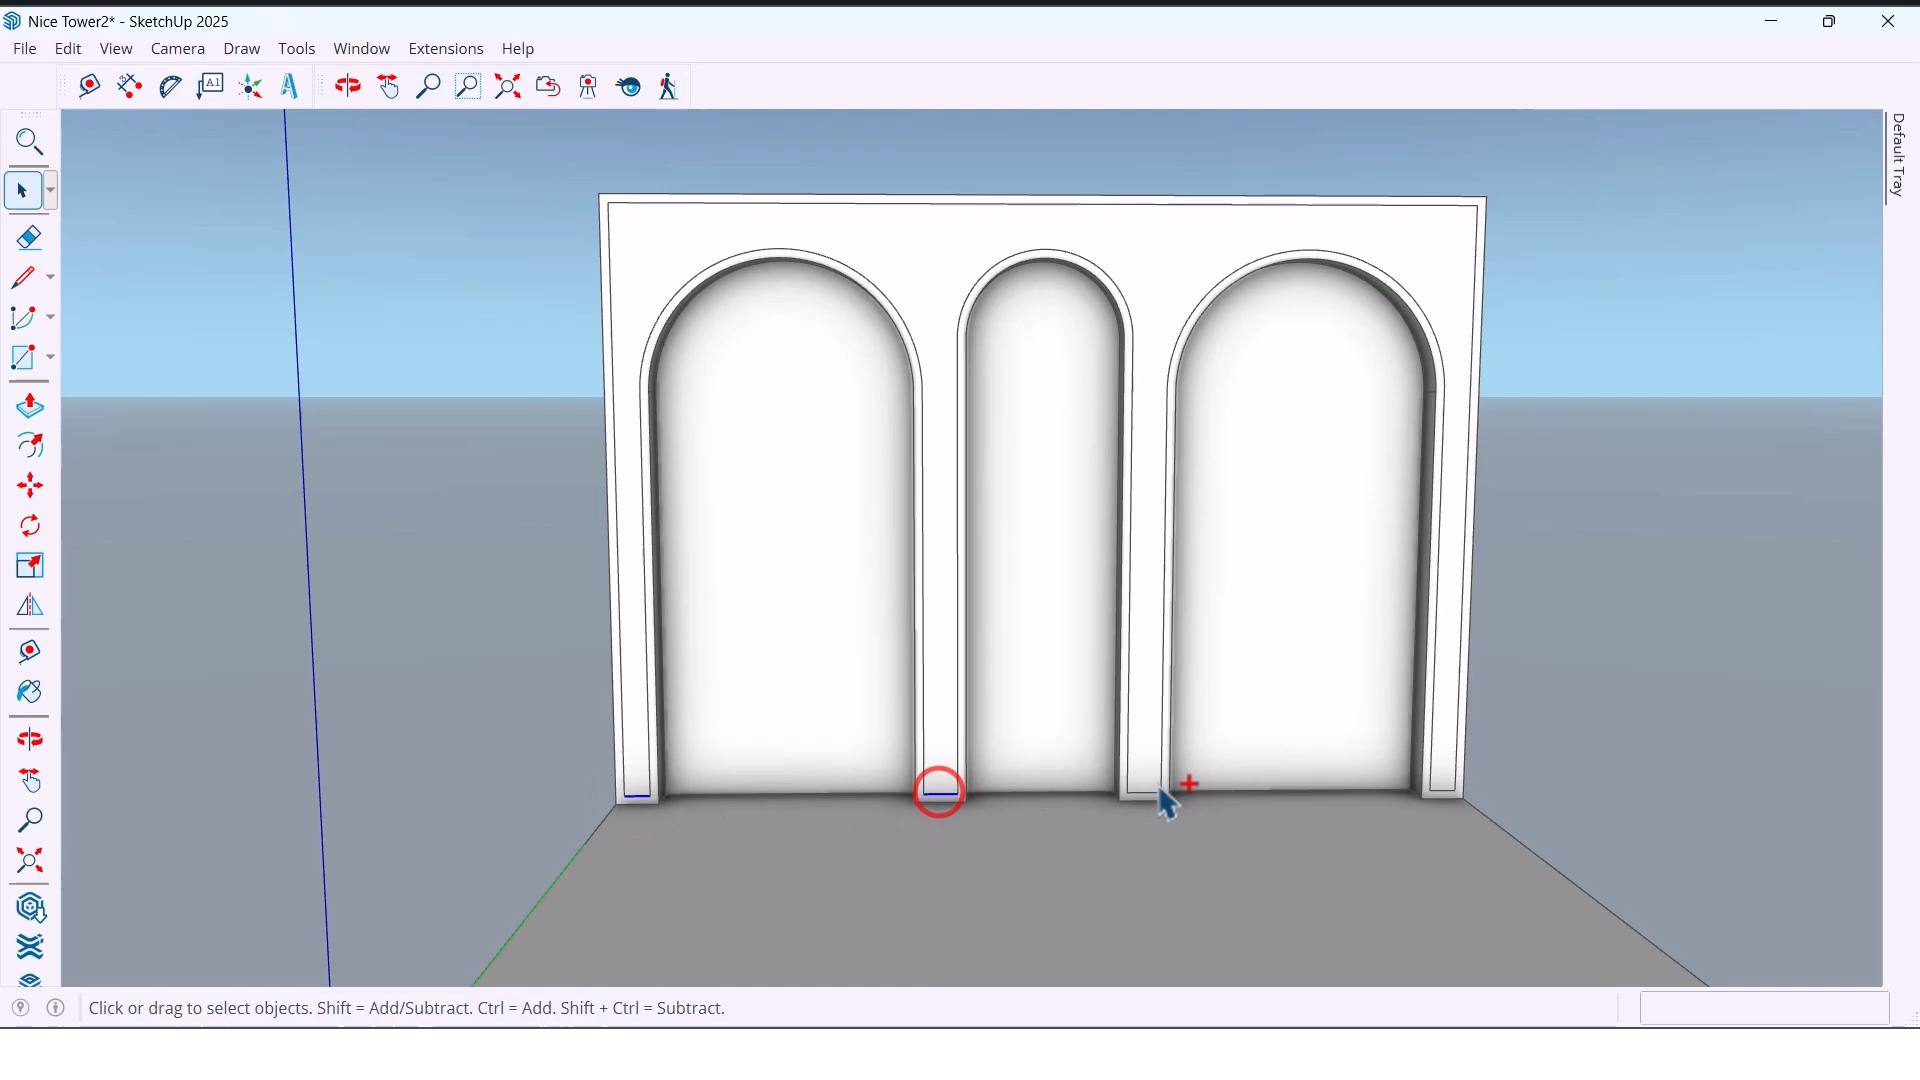 Nice Tower2* - SketchUp 2025
File Edit View Camera Draw Tools Window Extensions Help
A1
Default Tray
Click or drag to select objects. Shift = Add/Subtract. Ctrl = Add. Shift + Ctrl = Subtract.